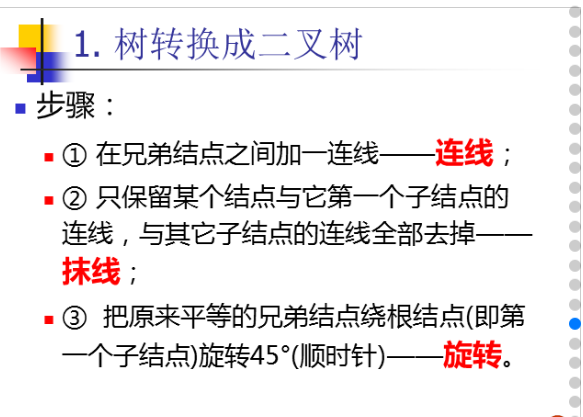 1. 树转换成二叉树
步骤：
① 在兄弟结点之间加一连线——连线；
② 只保留某个结点与它第一个子结点的
连线，与其它子结点的连线全部去掉——
抹线；
③ 把原来平等的兄弟结点绕根结点(即第
一个子结点)旋转45°(顺时针)——旋转。